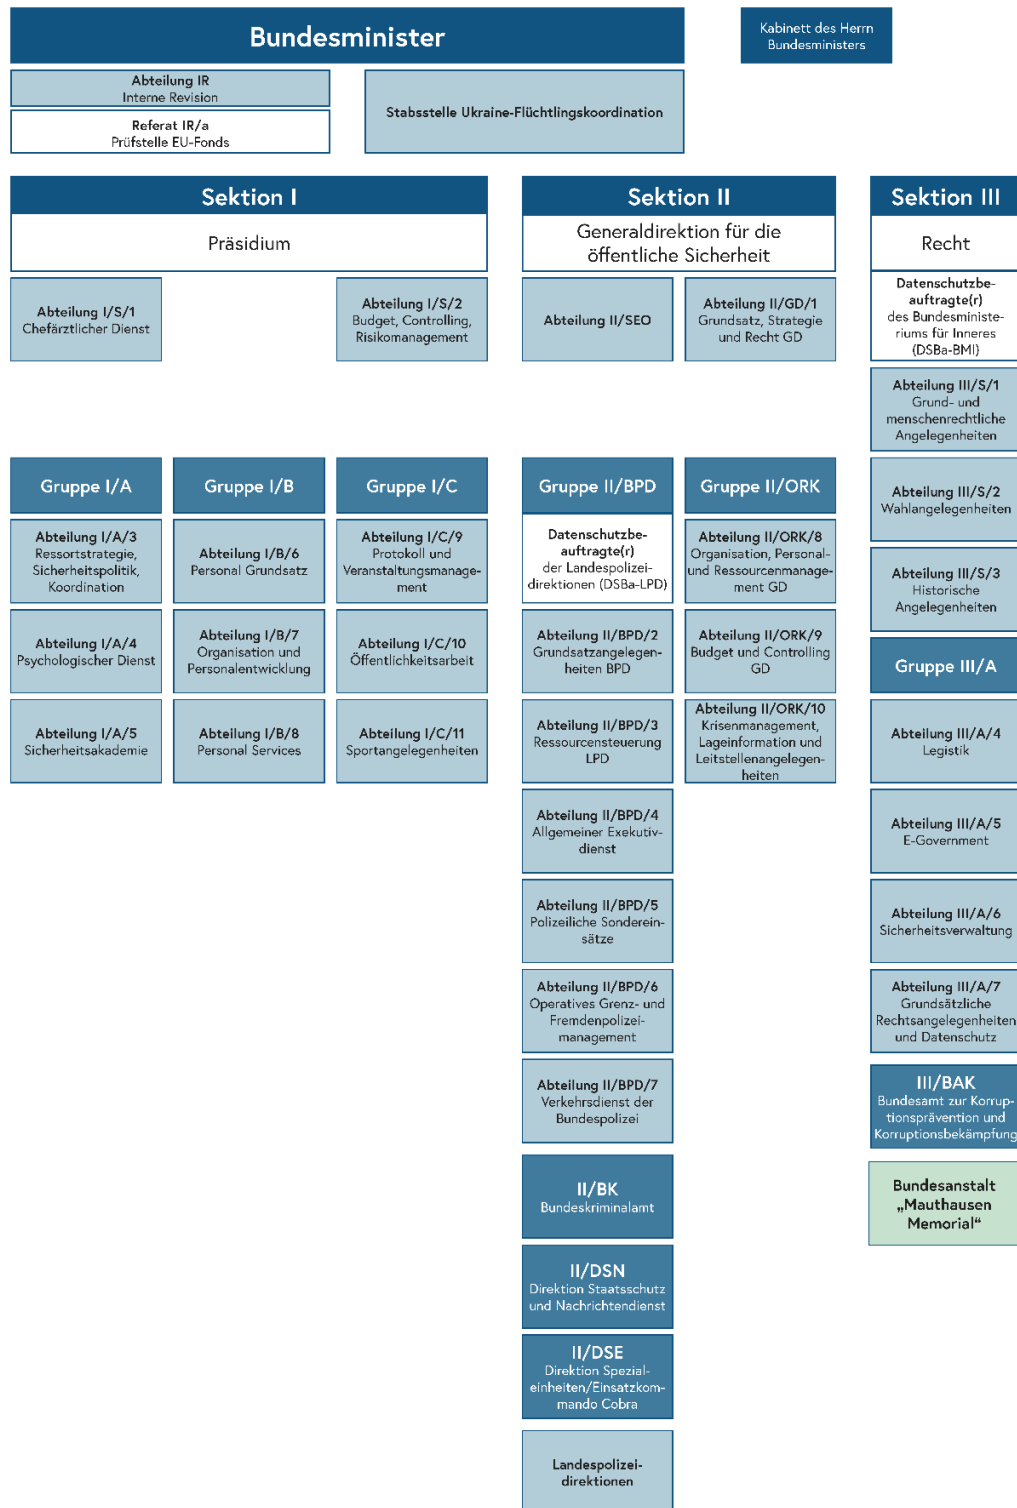 Bundesminister
Kabinett des Herrn
Bundesministers
Abteilung IR
Interne Revision
Referat IR/a
Prüfstelle EU-Fonds
Stabsstelle Ukraine-Flüchtlingskoordination
Sektion I
Präsidium
Abteilung I/S/1
Chefärztlicher Dienst
Abteilung I/S/2
Budget, Controlling,
Risikomanagement
Gruppe I/A
Abteilung I/A/3
Ressortstrategie,
Sicherheitspolitik,
Koordination
Abteilung I/A/4
Psychologischer Dienst
Abteilung I/A/5
Sicherheitsakademie
Gruppe I/B
Abteilung I/B/6
Personal Grundsatz
Abteilung I/B/7
Organisation und
Personalentwicklung
Abteilung I/B/8
Personal Services
Gruppe I/C
Abteilung I/C/9
Protokoll und
Veranstaltungsmanage-
ment
Abteilung I/C/10
Öffentlichkeitsarbeit
Abteilung I/C/11
Sportangelegenheiten
Sektion II
Generaldirektion für die
öffentliche Sicherheit
Abteilung II/SEO
Abteilung II/GD/1
Grundsatz, Strategie
und Recht GD
Gruppe II/BPD
Datenschutzbe-
auftragte(r)
der Landespolizei-
direktionen (DSBa-LPD)
Abteilung II/BPD/2
Grundsatzangelegen-
heiten BPD
Abteilung II/BPD/3
Ressourcensteuerung
LPD
Abteilung II/BPD/4
Allgemeiner Exekutiv-
dienst
Abteilung II/BPD/5
Polizeiliche Sonderein-
sätze
Abteilung II/BPD/6
Operatives Grenz- und
Fremdenpolizei-
management
Abteilung II/BPD/7
Verkehrsdienst der
Bundespolizei
II/BK
Bundeskriminalamt
II/DSN
Direktion Staatsschutz
und Nachrichtendienst
II/DSE
Direktion Spezial-
einheiten/Einsatzkom-
mando Cobra
Landespolizei-
direktionen
Gruppe II/ORK
Abteilung II/ORK/8
Organisation, Personal-
und Ressourcenmanage-
ment GD
Abteilung II/ORK/9
Budget und Controlling
GD
Abteilung II/ORK/10
Krisenmanagement,
Lageinformation und
Leitstellenangelegen-
heiten
Sektion III
Recht
Datenschutzbe-
auftragte(r)
des Bundesministe-
riums für Inneres
(DSBa-BMI)
Abteilung III/S/1
Grund- und
menschenrechtliche
Angelegenheiten
Abteilung III/S/2
Wahlangelegenheiten
Abteilung III/S/3
Historische
Angelegenheiten
Gruppe III/A
Abteilung III/A/4
Legistik
Abteilung III/A/5
E-Government
Abteilung III/A/6
Sicherheitsverwaltung
Abteilung III/A/7
Grundsätzliche
Rechtsangelegenheiten
und Datenschutz
III/BAK
Bundesamt zur Korrup-
tionsprävention und
Korruptionsbekämpfung
Bundesanstalt
„Mauthausen
Memorial“